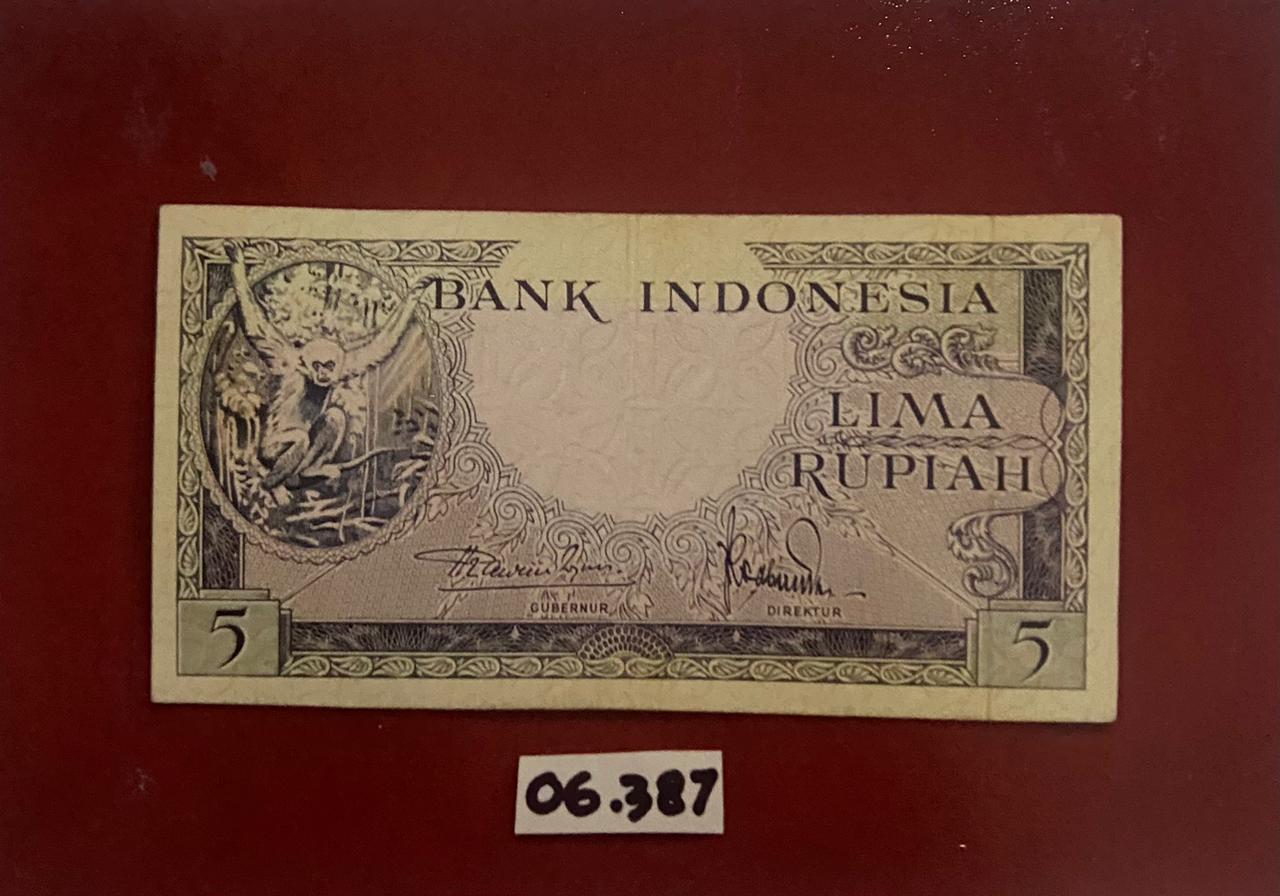 BANK INDONESIA
LIMA
RUPIAH
GUBERNUR
DIREKTUR
5
5
06.387